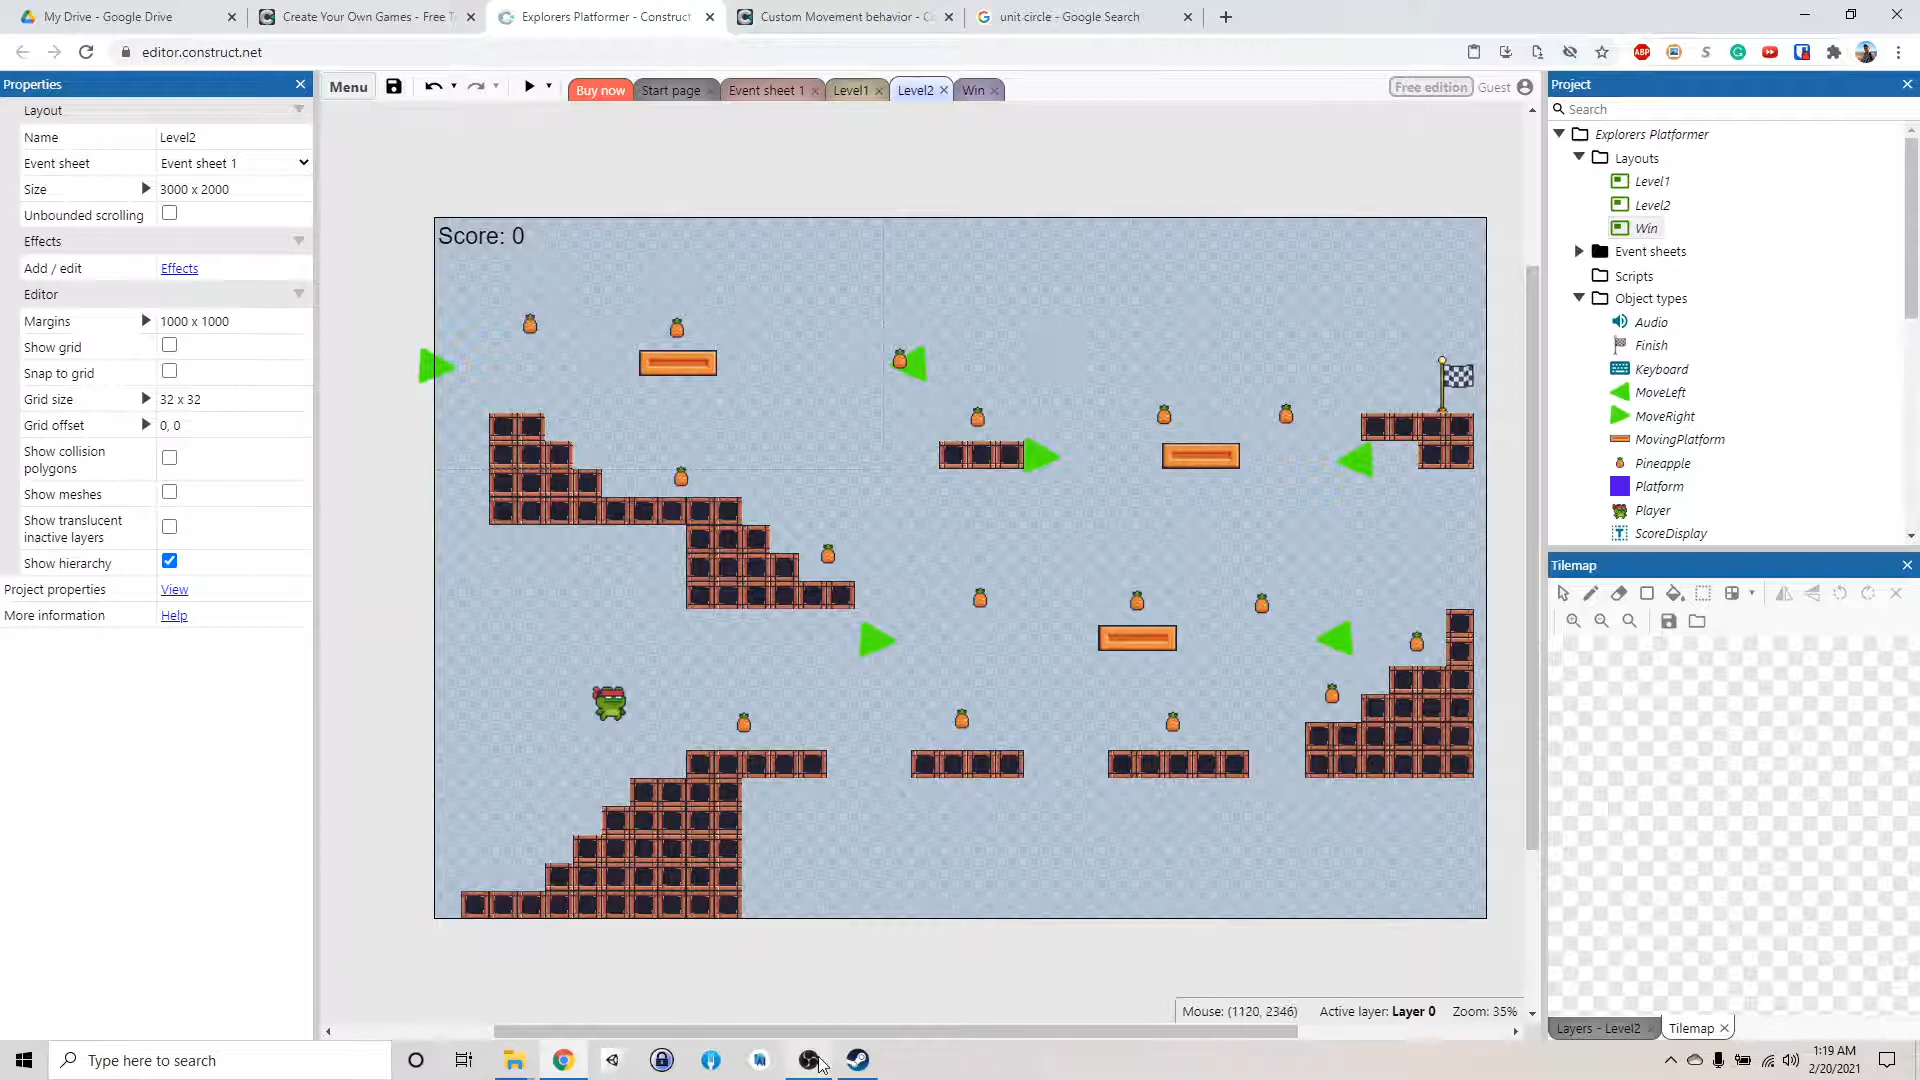 My Drive - Google Drive
Create Your Own Games - Free T
Explorers Platformer - Construct
Custom Movement behavior - C
unit circle - Google Search
editor.construct.net
ABP
Properties
Layout
Name Level2
Event sheet Event sheet 1
Size 3000 x 2000
Unbounded scrolling
Effects
Add / edit Effects
Editor
Margins 1000 x 1000
Show grid
Snap to grid
Grid size 32 x 32
Grid offset 0, 0
Show collision
polygons
Show meshes
Show translucent
inactive layers
Show hierarchy
Project properties View
More information Help
Menu
Buy now
Start page
Event sheet 1
Level1
Level2
Win
Free edition
Guest
Score: 0
Mouse: (1120, 2346) Active layer: Layer 0 Zoom: 35%
Project
Search
Explorers Platformer
Layouts
Level1
Level2
Win
Event sheets
Scripts
Object types
Audio
Finish
Keyboard
MoveLeft
MoveRight
MovingPlatform
Pineapple
Platform
Player
ScoreDisplay
Tilemap
Layers - Level2
Tilemap
Type here to search
1:19 AM
2/20/2021